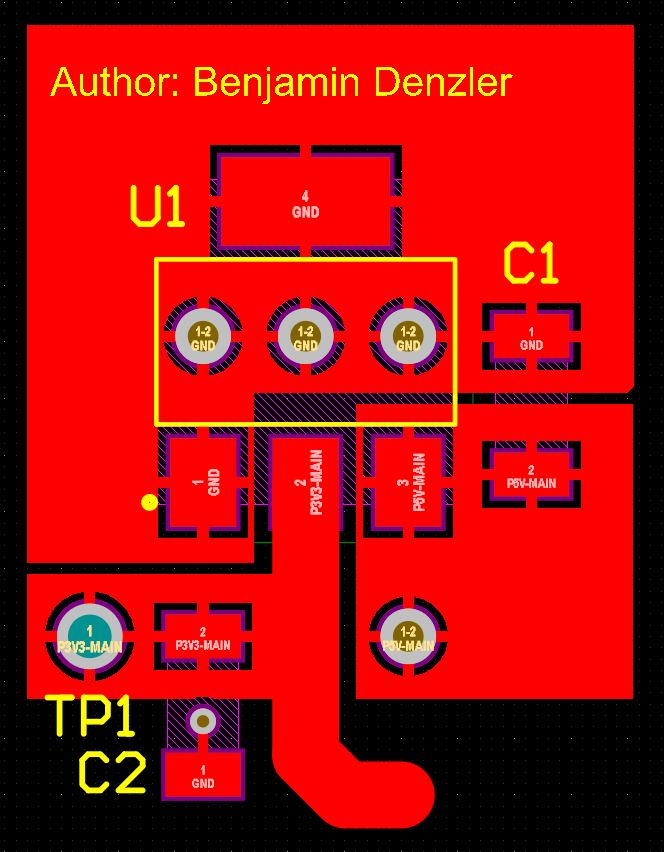 Author: Benjamin Denzler
4
GND
U1
C1
1-2
GND
1-2
GND
1-2
GND
1
GND
1
GND
2
P3V3-MAIN
3
P5V-MAIN
2
P5V-MAIN
1
P3V3-MAIN
2
P3V3-MAIN
1-2
P5V-MAIN
TP1
C2
1
GND